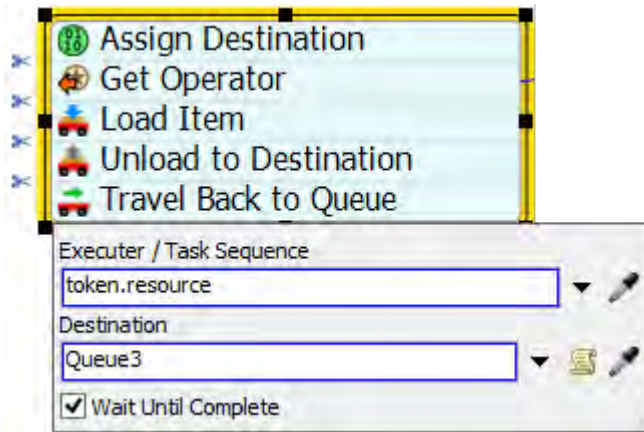 Assign Destination
Get Operator
Load Item
Unload to Destination
Travel Back to Queue
Executer / Task Sequence
token.resource
Destination
Queue3
Wait Until Complete